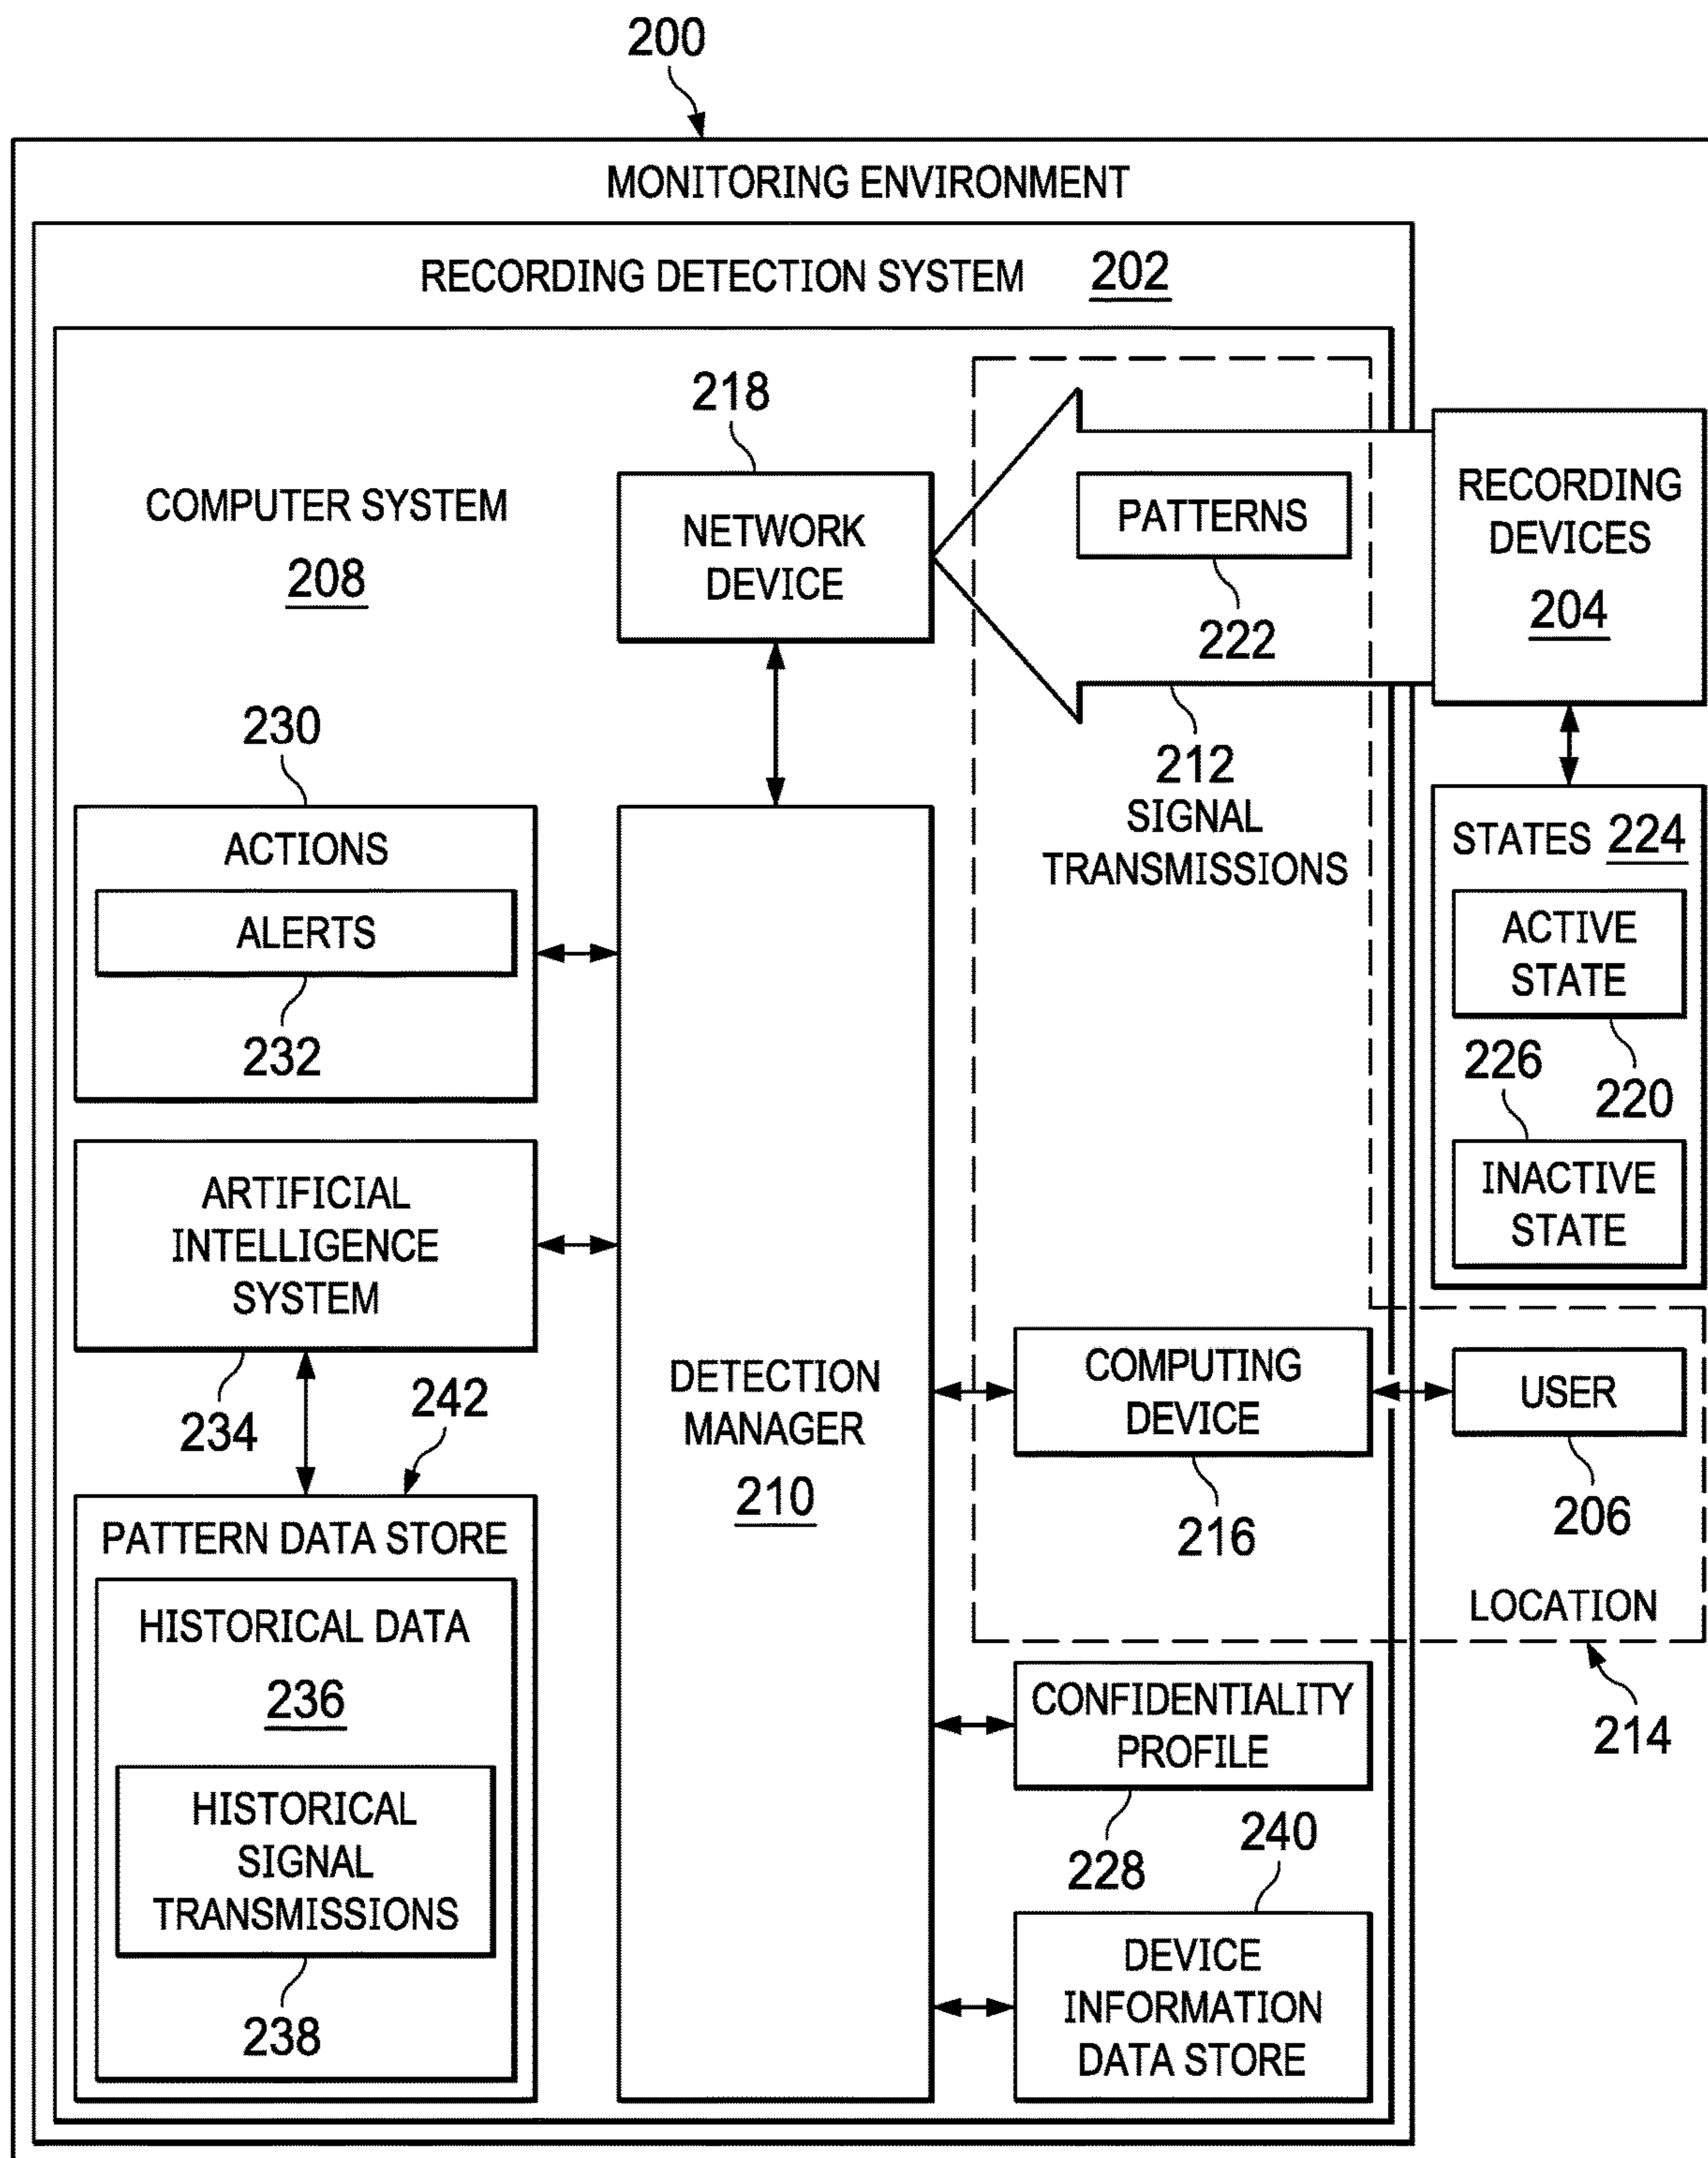 200
MONITORING ENVIRONMENT
RECORDING DETECTION SYSTEM 202
COMPUTER SYSTEM
208
218
NETWORK
DEVICE
PATTERNS
222
212
SIGNAL
TRANSMISSIONS
RECORDING
DEVICES
204
STATES 224
ACTIVE
STATE
220
226
INACTIVE
STATE
230
ACTIONS
ALERTS
232
ARTIFICIAL
INTELLIGENCE
SYSTEM
234
242
PATTERN DATA STORE
HISTORICAL DATA
236
HISTORICAL
SIGNAL
TRANSMISSIONS
238
DETECTION
MANAGER
210
COMPUTING
DEVICE
216
USER
206
LOCATION
214
CONFIDENTIALITY
PROFILE
228
240
DEVICE
INFORMATION
DATA STORE